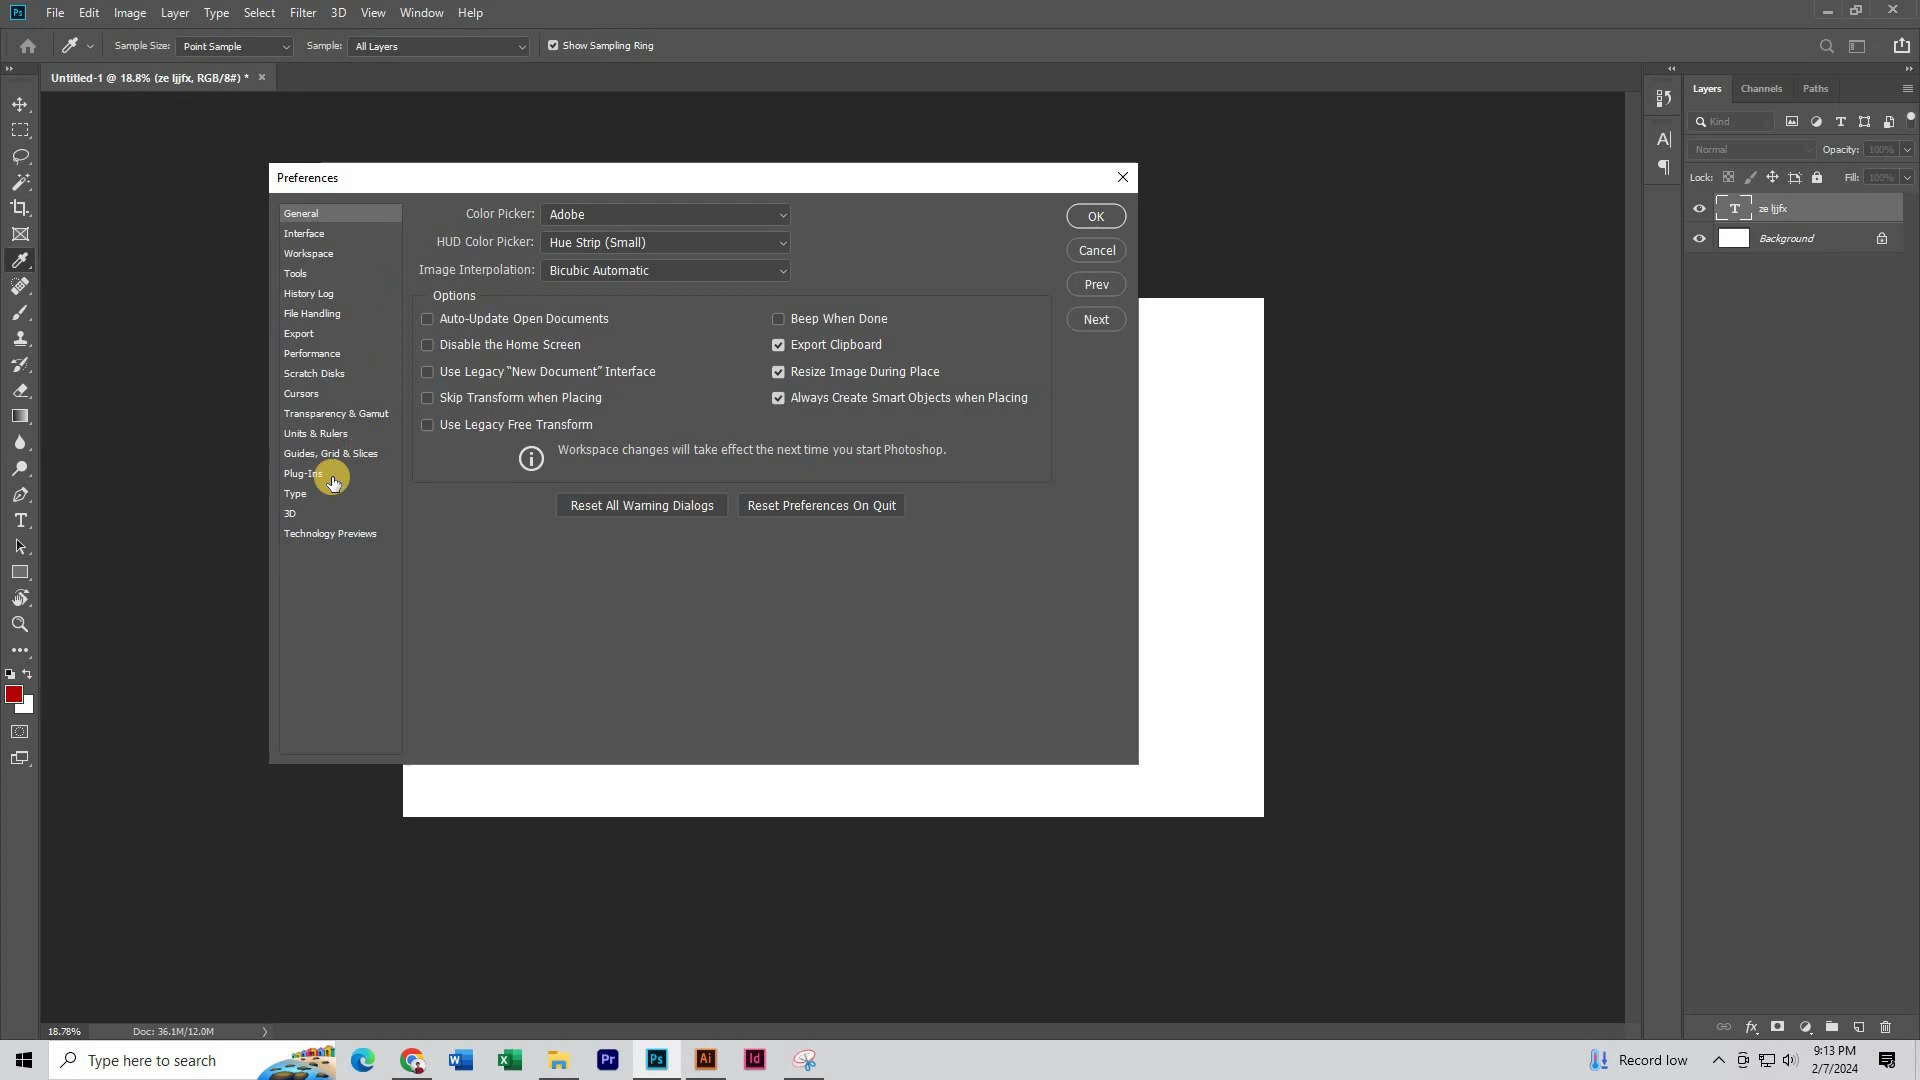 Ps File Edit Image Layer Type Select Filter 3D View Window Help
Sample Size: Point Sample Sample: All Layers Show Sampling Ring
Untitled-1 @ 18.8% (ze ljjfx, RGB/8#) * ×
Preferences
General
Interface
Workspace
Tools
History Log
File Handling
Export
Performance
Scratch Disks
Cursors
Transparency & Gamut
Units & Rulers
Guides, Grid & Slices
Plug-Ins
Type
3D
Technology Previews
Color Picker: Adobe
HUD Color Picker: Hue Strip (Small)
Image Interpolation: Bicubic Automatic
Options
Auto-Update Open Documents
Disable the Home Screen
Use Legacy “New Document” Interface
Skip Transform when Placing
Use Legacy Free Transform
Beep When Done
Export Clipboard
Resize Image During Place
Always Create Smart Objects when Placing
Workspace changes will take effect the next time you start Photoshop.
Reset All Warning Dialogs Reset Preferences On Quit
OK
Cancel
Prev
Next
Layers Channels Paths
Kind
Normal Opacity: 100%
Lock: Fill: 100%
T ze ljjfx
Background
18.78% Doc: 36.1M/12.0M
Type here to search
Pr Ps Ai Id
Record low
9:13 PM
2/7/2024